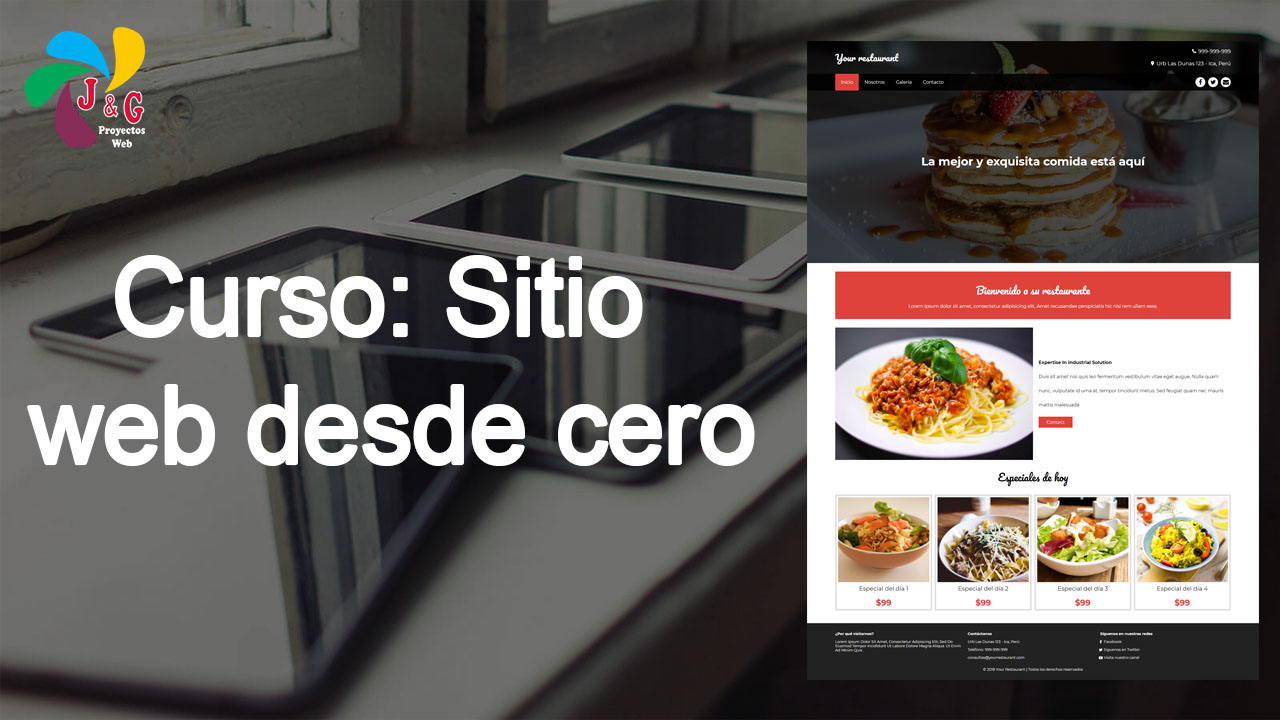 J & G
Proyectos
Web
Curso: Sitio
web desde cero
Your restaurant
999-999-999
Urb Las Dunas 123 - Ica, Perú
Inicio Nosotros Galería Contacto
La mejor y exquisita comida está aquí
Bienvenido a su restaurante
Lorem ipsum dolor sit amet, consectetur adipisicing elit. Amet recusandae perspiciatis hic nisi rem ullam esse.
Expertise In Industrial Solution
Duis sit amet nisi quis leo fermentum vestibulum vitae eget augue. Nulla quam
nunc, vulputate id urna at, tempor tincidunt metus. Sed feugiat quam nec mauris
mattis malesuada
Contact
Especiales de hoy
Especial del día 1
$99
Especial del día 2
$99
Especial del día 3
$99
Especial del día 4
$99
¿Por qué visitarnos?
Lorem Ipsum Dolor Sit Amet, Consectetur Adipisicing Elit, Sed Do
Eiusmod Tempor Incididunt Ut Labore Dolore Magna Aliqua. Ut Enim
Ad Minim Quis
Contáctanos
Urb Las Dunas 123 - Ica, Perú
Teléfono: 999-999-999
consultas@yourrestaurant.com
Síguenos en nuestras redes
Facebook
Síguenos en Twitter
Visita nuestro canal
© 2018 Your Restaurant | Todos los derechos reservados